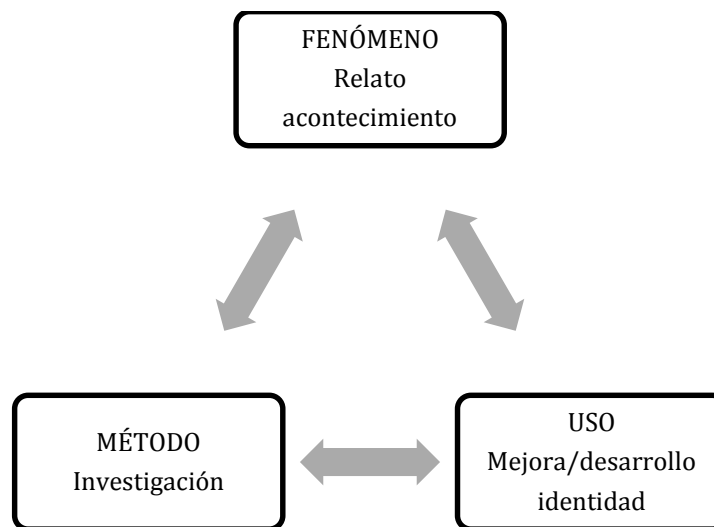 FENÓMENO
Relato
acontecimiento
MÉTODO
Investigación
USO
Mejora/desarrollo
identidad